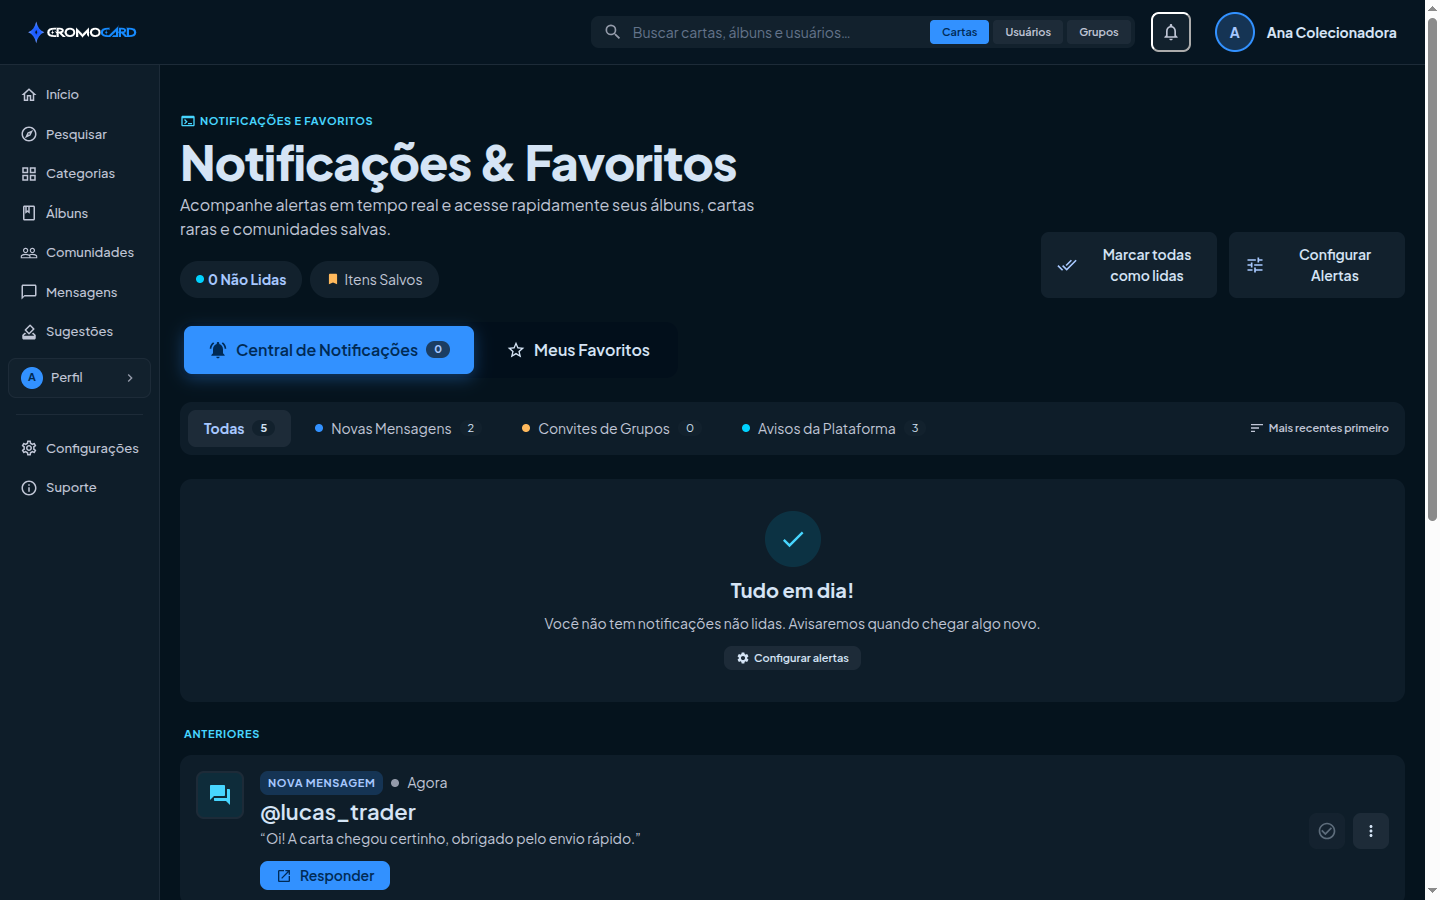 CROMOCARD
Buscar cartas, álbuns e usuários...
Cartas
Usuários
Grupos
A
Ana Colecionadora
Início
Pesquisar
Categorias
Álbuns
Comunidades
Mensagens
Sugestões
A
Perfil
Configurações
Suporte
NOTIFICAÇÕES E FAVORITOS
Notificações & Favoritos
Acompanhe alertas em tempo real e acesse rapidamente seus álbuns, cartas
raras e comunidades salvas.
0 Não Lidas
Itens Salvos
Marcar todas
como lidas
Configurar
Alertas
Central de Notificações 0
Meus Favoritos
Todas 5
Novas Mensagens 2
Convites de Grupos 0
Avisos da Plataforma 3
Mais recentes primeiro
Tudo em dia!
Você não tem notificações não lidas. Avisaremos quando chegar algo novo.
Configurar alertas
ANTERIORES
NOVA MENSAGEM
Agora
@lucas_trader
“Oi! A carta chegou certinho, obrigado pelo envio rápido.”
Responder